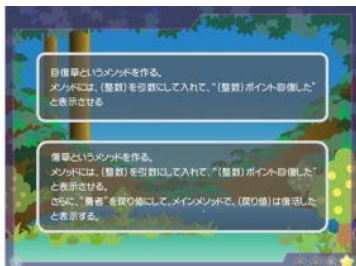 回復草というメソッドを作る。
メソッドには、(整数)を引数にして入れて、“(整数)ポイント回復した”
と表示させる
傷草というメソッドを作る。
メソッドには、(整数)を引数にして入れて、“(整数)ポイント回復した”
と表示させる。
さらに、“勇者”を戻り値にして、メインメソッドで、(戻り値)は復活した
と表示する。